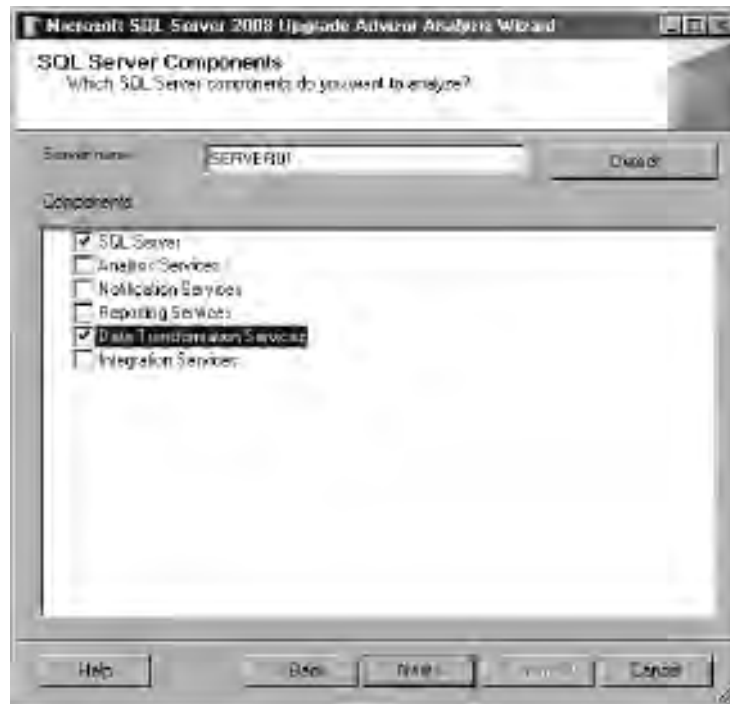 Microsoft SQL Server 2008 Upgrade Advisor Analysis Wizard
SQL Server Components
Which SQL Server components do you want to analyze?
Server name:
Detect
Components:
SQL Server
Analysis Services
Notification Services
Reporting Services
Data Transformation Services
Integration Services
Help
Back
Next
Cancel